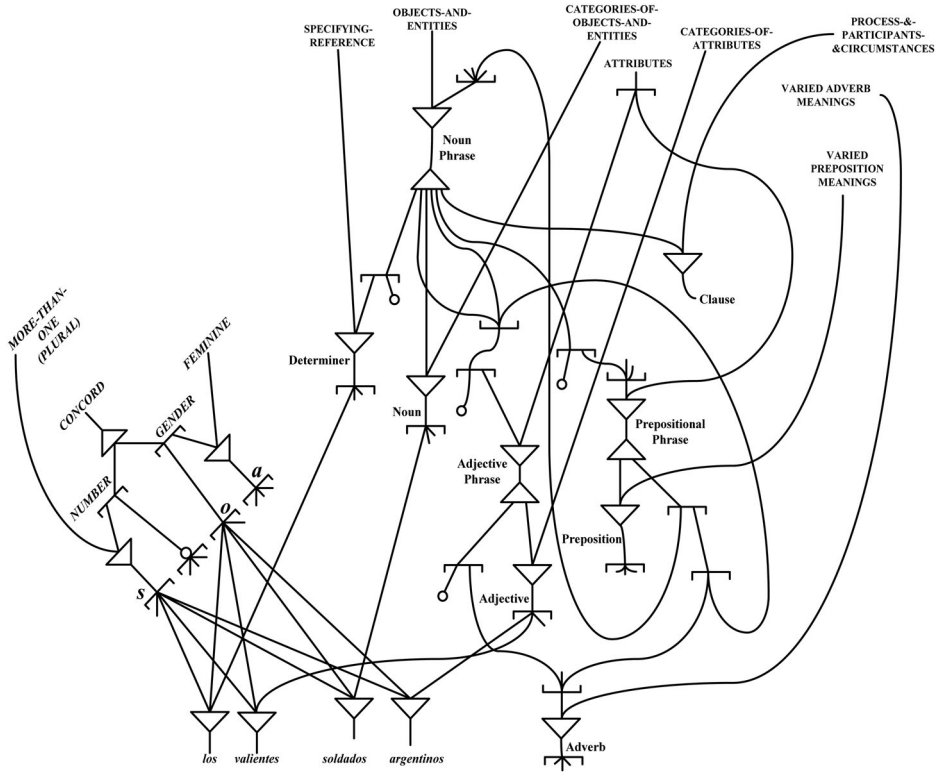 OBJECTS-AND-
ENTITIES
SPECIFYING-
REFERENCE
CATEGORIES-OF-
OBJECTS-AND-
ENTITIES
ATTRIBUTES
CATEGORIES-OF-
ATTRIBUTES
PROCESS-&-
PARTICIPANTS-
&CIRCUMSTANCES
VARIED ADVERB
MEANINGS
VARIED
PREPOSITION
MEANINGS
Noun
Phrase
Clause
MORE-THAN-
ONE
(PLURAL)
FEMININE
CONCORD
GENDER
NUMBER
a
o
s
Determiner
Noun
Adjective
Phrase
Prepositional
Phrase
Preposition
Adjective
los
valientes
soldados
argentinos
Adverb